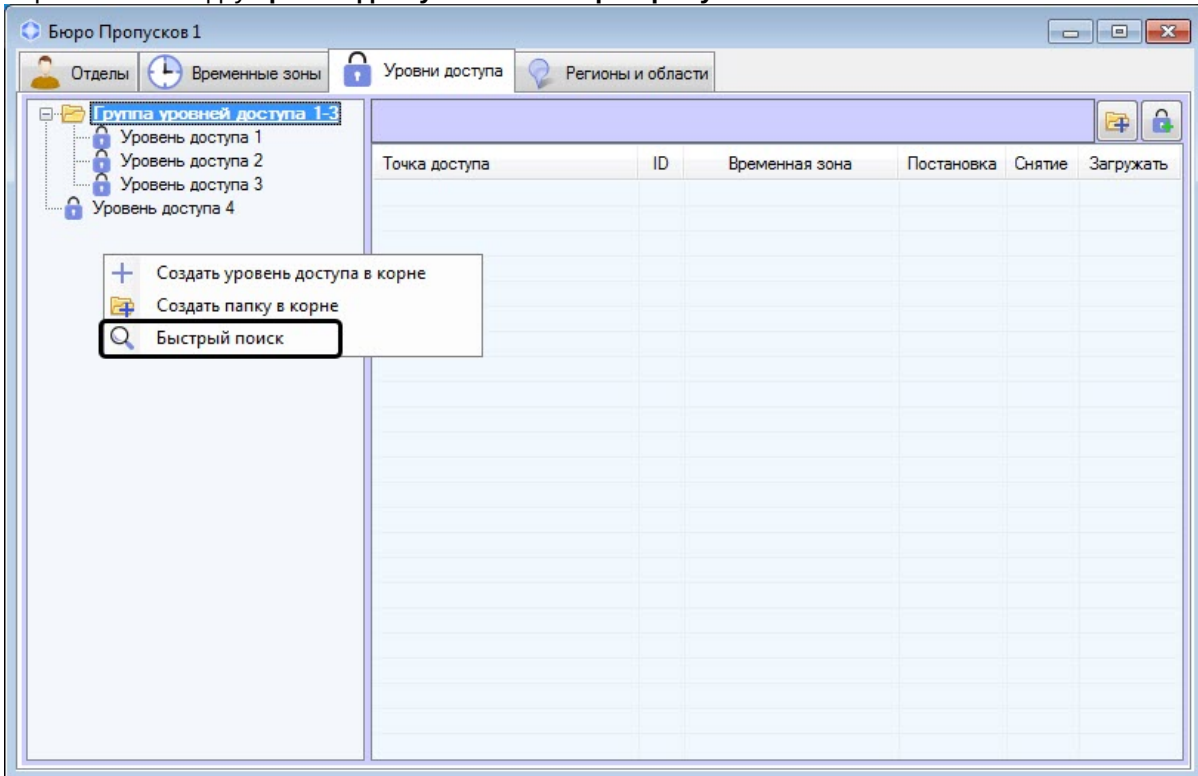 Бюро Пропусков 1
Отделы Временные зоны Уровни доступа Регионы и области
Группа уровней доступа 1-3
Уровень доступа 1
Уровень доступа 2
Уровень доступа 3
Уровень доступа 4
Точка доступа ID Временная зона Постановка Снятие Загружать
Создать уровень доступа в корне
Создать папку в корне
Быстрый поиск